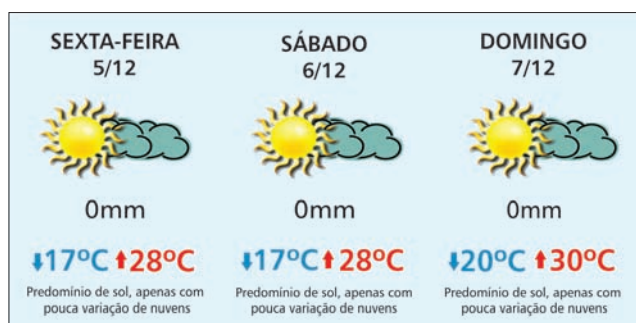 SEXTA-FEIRA
5/12
0mm
⬇17ºC ⬆28ºC
Predomínio de sol, apenas com
pouca variação de nuvens
SÁBADO
6/12
0mm
⬇17ºC ⬆28ºC
Predomínio de sol, apenas com
pouca variação de nuvens
DOMINGO
7/12
0mm
⬇20ºC ⬆30ºC
Predomínio de sol, apenas com
pouca variação de nuvens